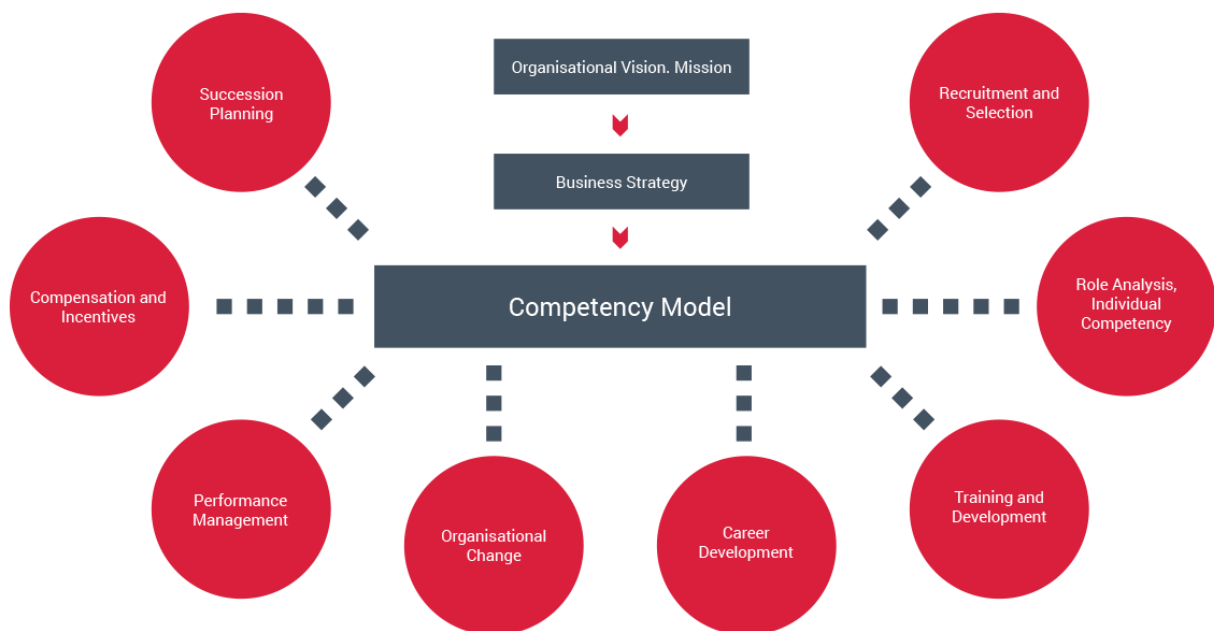 Organisational Vision. Mission
Succession
Planning
Recruitment and
Selection
Business Strategy
Compensation and
Incentives
Competency Model
Role Analysis,
Individual
Competency
Performance
Management
Organisational
Change
Career
Development
Training and
Development